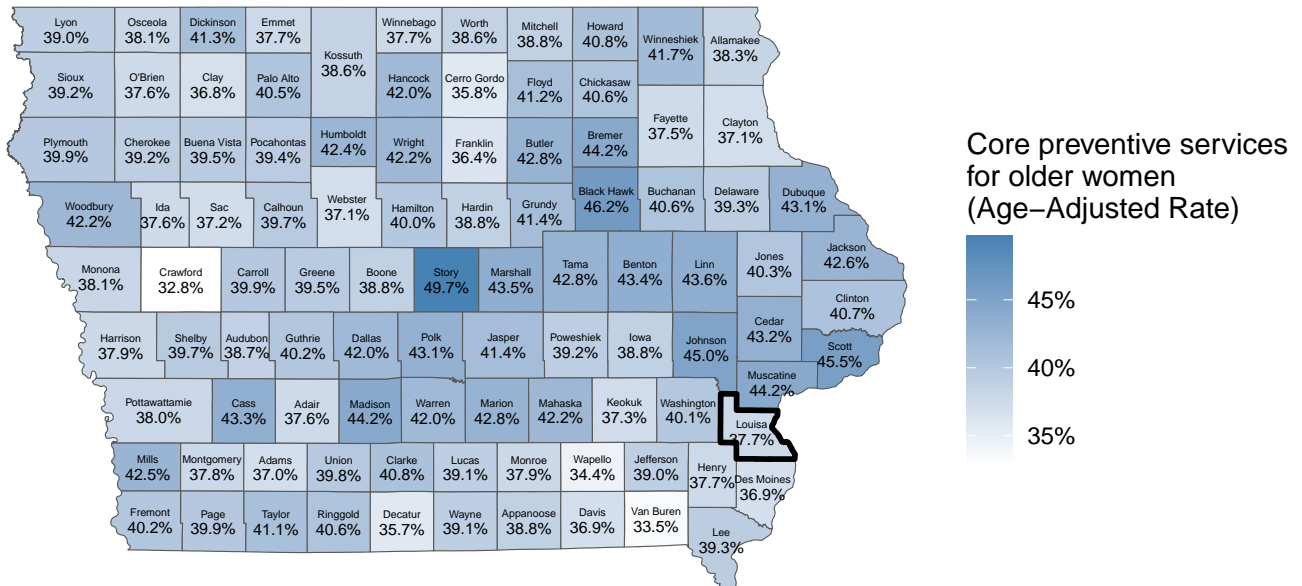 Lyon
39.0%
Osceola
38.1%
Dickinson
41.3%
Emmet
37.7%
Kossuth
38.6%
Winnebago
37.7%
Worth
38.6%
Mitchell
38.8%
Howard
40.8%
Winneshiek
41.7%
Allamakee
38.3%
Sioux
39.2%
O'Brien
37.6%
Clay
36.8%
Palo Alto
40.5%
Hancock
42.0%
Cerro Gordo
35.8%
Floyd
41.2%
Chickasaw
40.6%
Fayette
37.5%
Clayton
37.1%
Plymouth
39.9%
Cherokee
39.2%
Buena Vista
39.5%
Pocahontas
39.4%
Humboldt
42.4%
Wright
42.2%
Franklin
36.4%
Butler
42.8%
Bremer
44.2%
Woodbury
42.2%
Ida
37.6%
Sac
37.2%
Calhoun
39.7%
Webster
37.1%
Hamilton
40.0%
Hardin
38.8%
Grundy
41.4%
Black Hawk
46.2%
Buchanan
40.6%
Delaware
39.3%
Dubuque
43.1%
Monona
38.1%
Crawford
32.8%
Carroll
39.9%
Greene
39.5%
Boone
38.8%
Story
49.7%
Marshall
43.5%
Tama
42.8%
Benton
43.4%
Linn
43.6%
Jones
40.3%
Jackson
42.6%
Clinton
40.7%
Harrison
37.9%
Shelby
39.7%
Audubon
38.7%
Guthrie
40.2%
Dallas
42.0%
Polk
43.1%
Jasper
41.4%
Poweshiek
39.2%
Iowa
38.8%
Johnson
45.0%
Cedar
43.2%
Scott
45.5%
Muscatine
44.2%
Pottawattamie
38.0%
Cass
43.3%
Adair
37.6%
Madison
44.2%
Warren
42.0%
Marion
42.8%
Mahaska
42.2%
Keokuk
37.3%
Washington
40.1%
Louisa
37.7%
Mills
42.5%
Montgomery
37.8%
Adams
37.0%
Union
39.8%
Clarke
40.8%
Lucas
39.1%
Monroe
37.9%
Wapello
34.4%
Jefferson
39.0%
Henry
37.7%
Des Moines
36.9%
Fremont
40.2%
Page
39.9%
Taylor
41.1%
Ringgold
40.6%
Decatur
35.7%
Wayne
39.1%
Appanoose
38.8%
Davis
36.9%
Van Buren
33.5%
Lee
39.3%
Core preventive services
for older women
(Age−Adjusted Rate)
45%
40%
35%